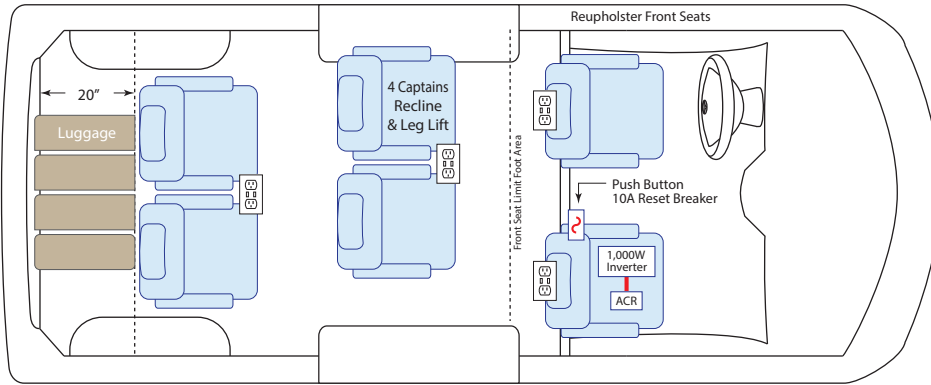 Reupholster Front Seats
20”
Luggage
4 Captains
Recline
& Leg Lift
Front Seat Limit Foot Area
Push Button
10A Reset Breaker
1,000W
Inverter
ACR